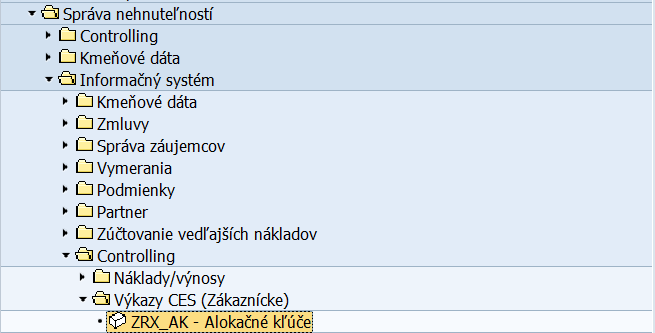 Správa nehnuteľností
Controlling
Kmeňové dáta
Informačný systém
Kmeňové dáta
Zmluvy
Správa záujemcov
Vymerania
Podmienky
Partner
Zúčtovanie vedľajších nákladov
Controlling
Náklady/výnosy
Výkazy CES (Zákaznícke)
ZRX_AK - Alokačné kľúče